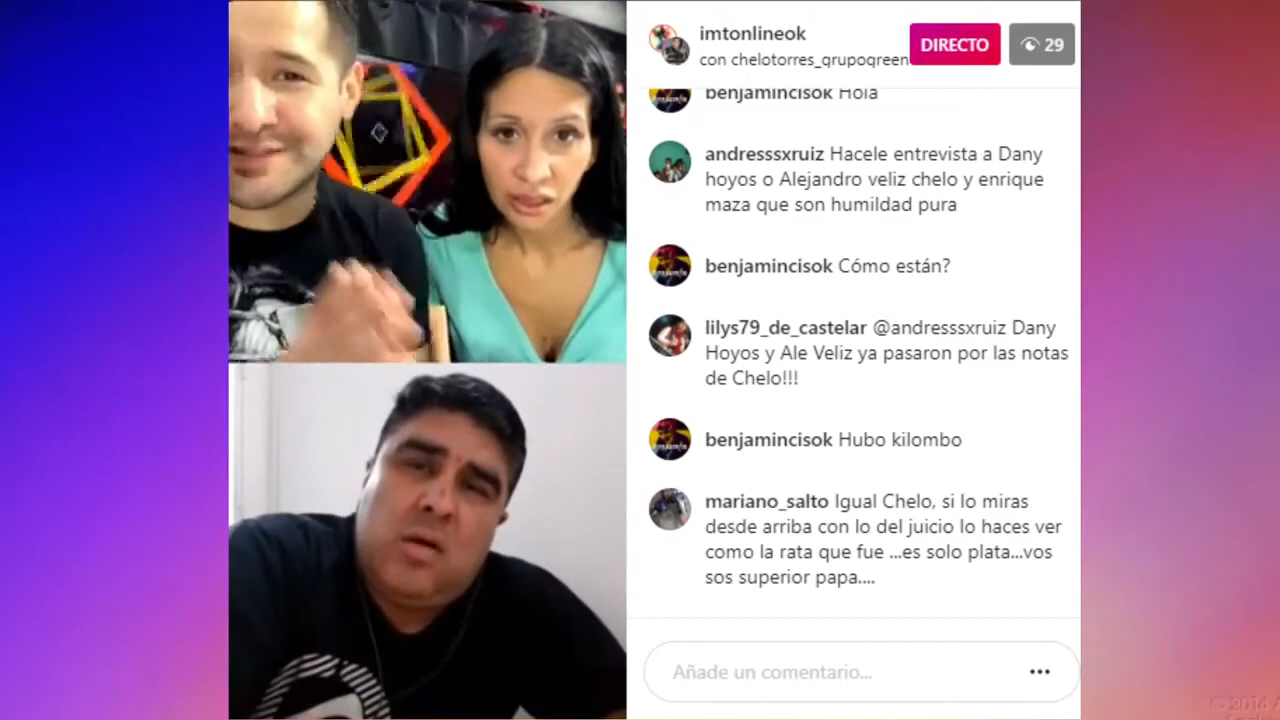 imtonlineok
con chelotorres_grupogreen
DIRECTO
29
benjamincisok Hola
andresssxruiz Hacele entrevista a Dany
hoyos o Alejandro veliz chelo y enrique
maza que son humildad pura
benjamincisok Cómo están?
lilys79_de_castelar @andresssxruiz Dany
Hoyos y Ale Veliz ya pasaron por las notas
de Chelo!!!
benjamincisok Hubo kilombo
mariano_salto Igual Chelo, si lo miras
desde arriba con lo del juicio lo haces ver
como la rata que fue ...es solo plata...vos
sos superior papa....
Añade un comentario...
© 2014